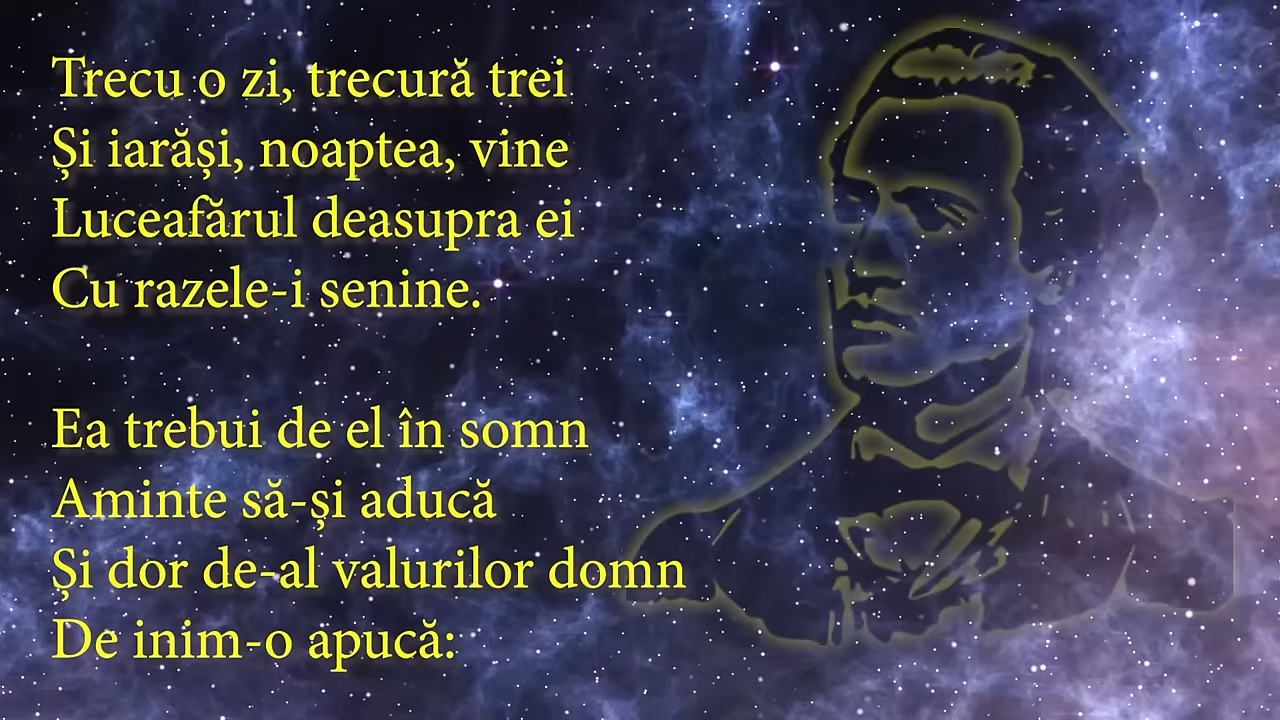 Trecu o zi, trecură trei
Și iarăși, noaptea, vine
Luceafărul deasupra ei
Cu razele-i senine.
Ea trebui de el în somn
Aminte să-și aducă
Și dor de-al valurilor domn
De inim-o apucă: